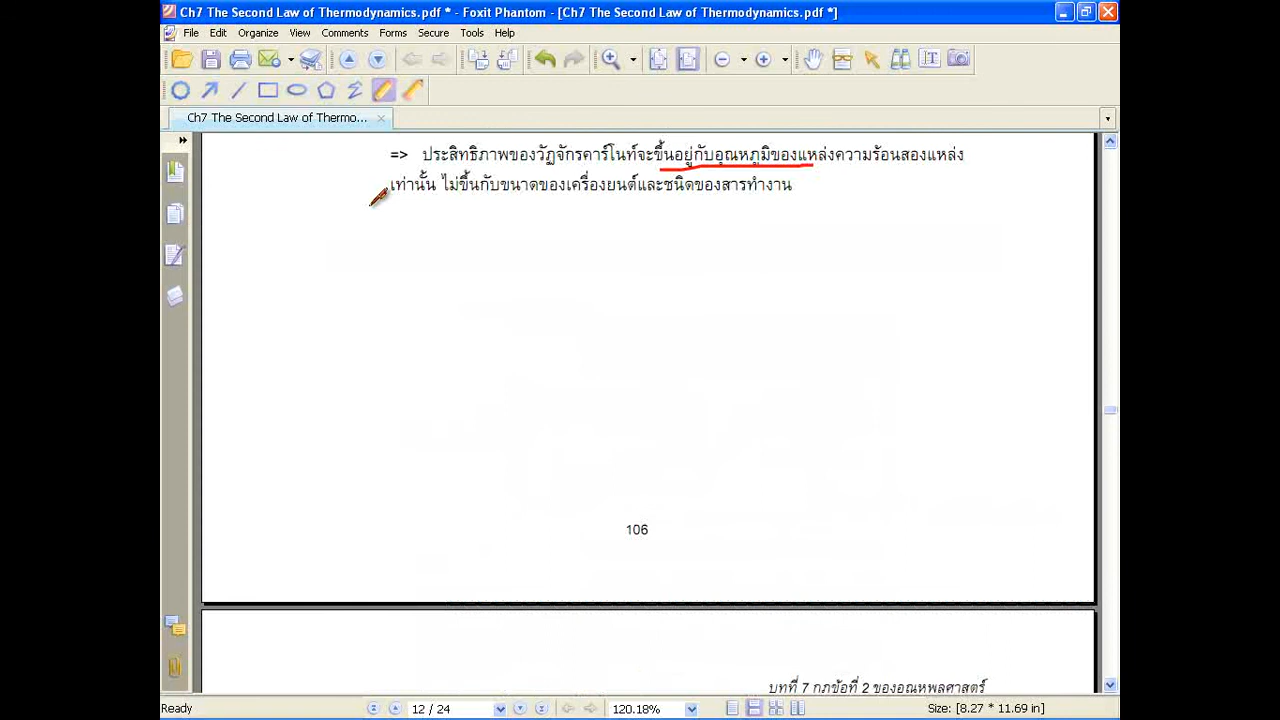 Ch7 The Second Law of Thermodynamics.pdf * - Foxit Phantom - [Ch7 The Second Law of Thermodynamics.pdf *]
File Edit Organize View Comments Forms Secure Tools Help
Ch7 The Second Law of Thermo...
=> ประสิทธิภาพของวัฏจักรคาร์โนท์จะขึ้นอยู่กับอุณหภูมิของแหล่งความร้อนสองแหล่ง
เท่านั้น ไม่ขึ้นกับขนาดของเครื่องยนต์และชนิดของสารทำงาน
106
บทที่ 7 กฎข้อที่ 2 ของอุณหพลศาสตร์
Ready 12 / 24 120.18% Size: [8.27 * 11.69 in]